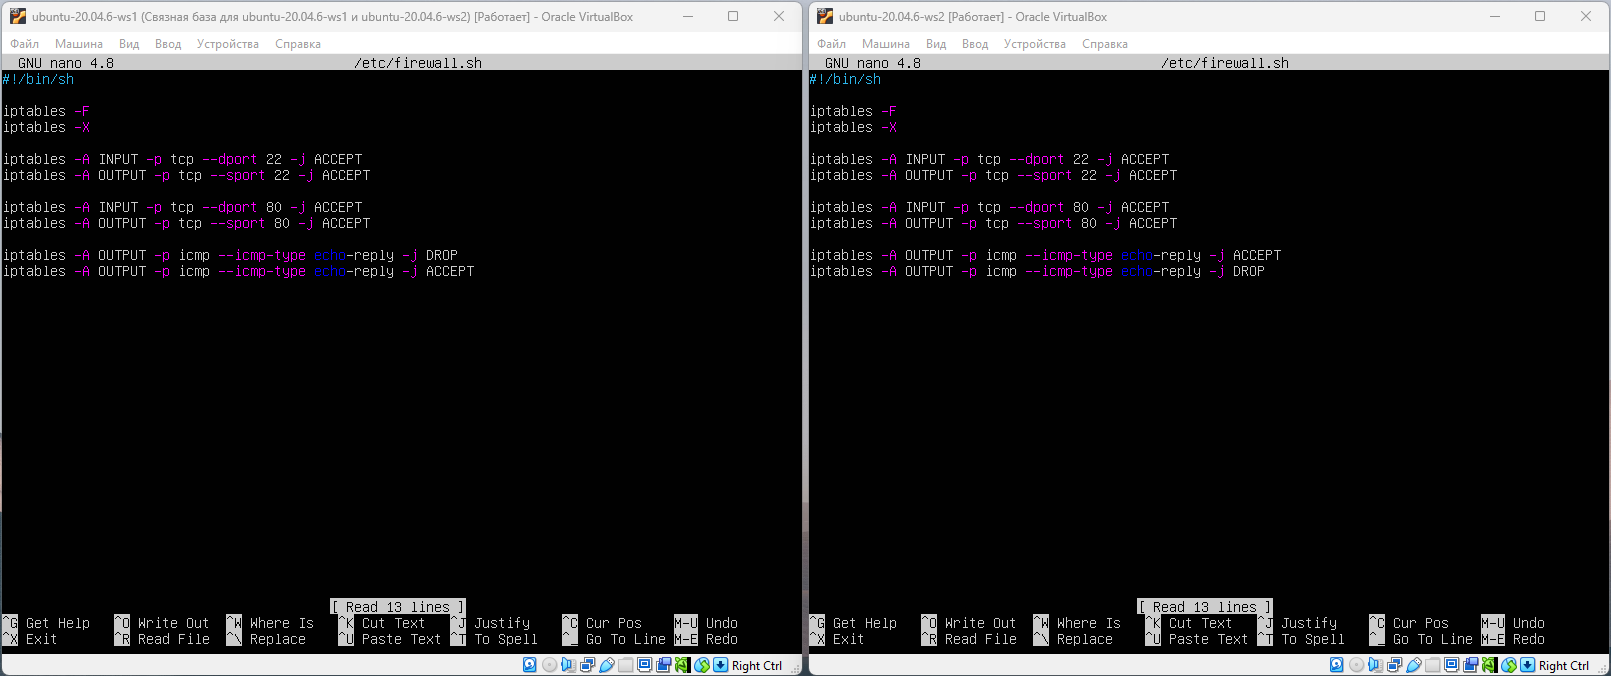 ubuntu-20.04.6-ws1 (Связная база для ubuntu-20.04.6-ws1 и ubuntu-20.04.6-ws2) [Работает] - Oracle VirtualBox
Файл Машина Вид Ввод Устройства Справка
GNU nano 4.8 /etc/firewall.sh
#!/bin/sh
iptables -F
iptables -X
iptables -A INPUT -p tcp --dport 22 -j ACCEPT
iptables -A OUTPUT -p tcp --sport 22 -j ACCEPT
iptables -A INPUT -p tcp --dport 80 -j ACCEPT
iptables -A OUTPUT -p tcp --sport 80 -j ACCEPT
iptables -A OUTPUT -p icmp --icmp-type echo-reply -j DROP
iptables -A OUTPUT -p icmp --icmp-type echo-reply -j ACCEPT
[ Read 13 lines ]
^G Get Help ^O Write Out ^W Where Is ^K Cut Text ^J Justify ^C Cur Pos M-U Undo
^X Exit ^R Read File ^\ Replace ^U Paste Text ^T To Spell ^_ Go To Line M-E Redo
Right Ctrl
ubuntu-20.04.6-ws2 [Работает] - Oracle VirtualBox
Файл Машина Вид Ввод Устройства Справка
GNU nano 4.8 /etc/firewall.sh
#!/bin/sh
iptables -F
iptables -X
iptables -A INPUT -p tcp --dport 22 -j ACCEPT
iptables -A OUTPUT -p tcp --sport 22 -j ACCEPT
iptables -A INPUT -p tcp --dport 80 -j ACCEPT
iptables -A OUTPUT -p tcp --sport 80 -j ACCEPT
iptables -A OUTPUT -p icmp --icmp-type echo-reply -j ACCEPT
iptables -A OUTPUT -p icmp --icmp-type echo-reply -j DROP
[ Read 13 lines ]
^G Get Help ^O Write Out ^W Where Is ^K Cut Text ^J Justify ^C Cur Pos M-U Undo
^X Exit ^R Read File ^\ Replace ^U Paste Text ^T To Spell ^_ Go To Line M-E Redo
Right Ctrl